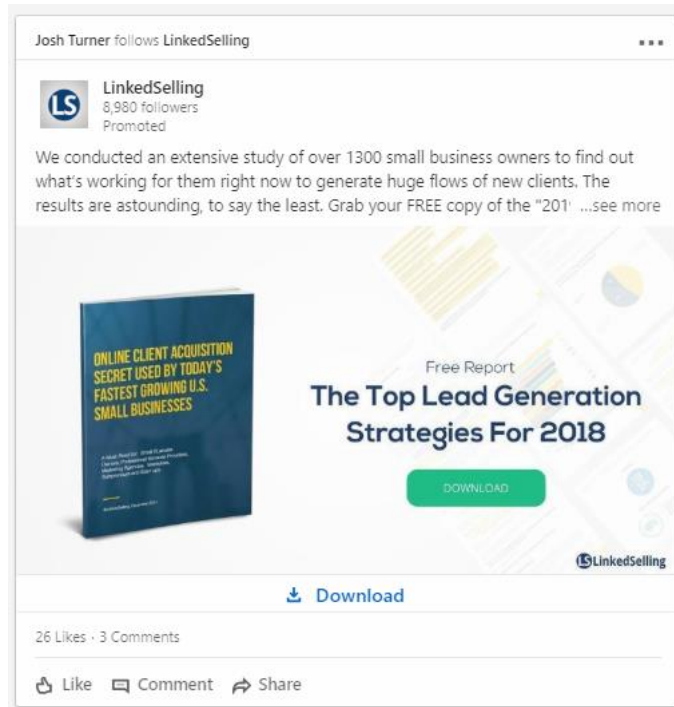 Josh Turner follows LinkedSelling
LS
LinkedSelling
8,980 followers
Promoted
We conducted an extensive study of over 1300 small business owners to find out
what's working for them right now to generate huge flows of new clients. The
results are astounding, to say the least. Grab your FREE copy of the "201 ...see more
ONLINE CLIENT ACQUISITION
SECRET USED BY TODAY'S
FASTEST GROWING U.S.
SMALL BUSINESSES
Free Report
The Top Lead Generation
Strategies For 2018
DOWNLOAD
LS LinkedSelling
Download
26 Likes · 3 Comments
Like Comment Share